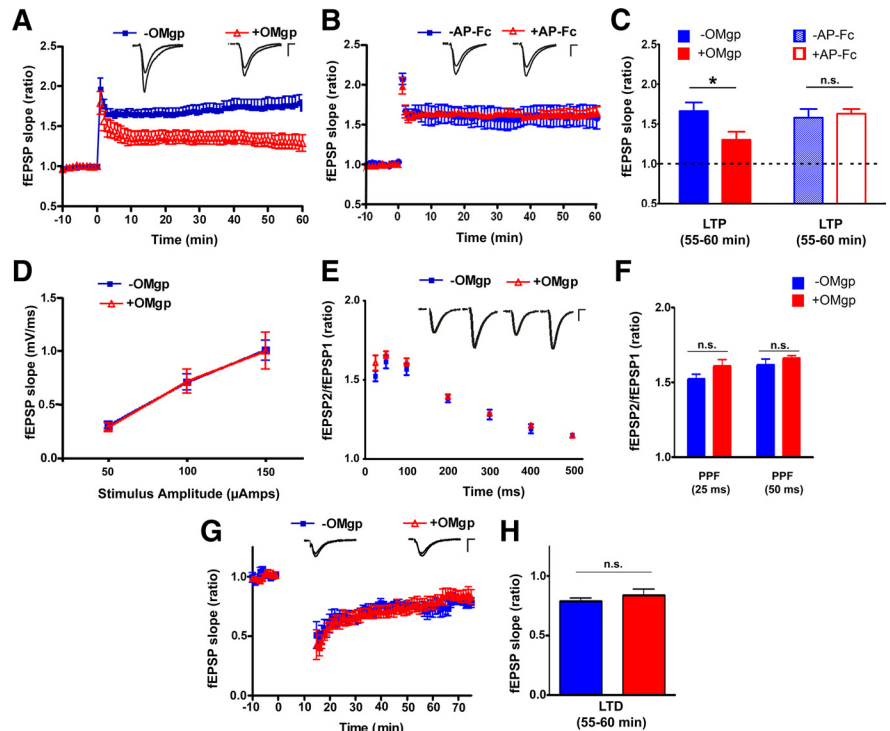 A
-OMgp
+OMgp
fEPSP slope (ratio)
2.5
2.0
1.5
1.0
0.5
-10
0
10
20
30
40
50
60
Time (min)
B
-AP-Fc
+AP-Fc
fEPSP slope (ratio)
2.5
2.0
1.5
1.0
0.5
-10
0
10
20
30
40
50
60
Time (min)
C
-OMgp
+OMgp
-AP-Fc
+AP-Fc
fEPSP slope (ratio)
2.5
2.0
1.5
1.0
0.5
*
n.s.
LTP
(55-60 min)
LTP
(55-60 min)
D
-OMgp
+OMgp
fEPSP slope (mV/ms)
1.5
1.0
0.5
0.0
50
100
150
Stimulus Amplitude (µAmps)
E
-OMgp
+OMgp
fEPSP2/fEPSP1 (ratio)
2.0
1.5
1.0
0
100
200
300
400
500
Time (ms)
F
-OMgp
+OMgp
fEPSP2/fEPSP1 (ratio)
2.0
1.5
1.0
n.s.
n.s.
PPF
(25 ms)
PPF
(50 ms)
G
-OMgp
+OMgp
fEPSP slope (ratio)
1.0
0.5
0.0
-10
0
10
20
30
40
50
60
70
Time (min)
H
fEPSP slope (ratio)
1.0
0.5
0.0
n.s.
LTD
(55-60 min)